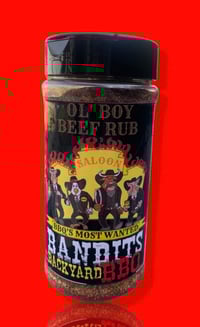 "OL" BOY
BEEF RUB
SALOON
BBQ'S MOST WANTED
BANDITS
BACKYARD BBQ